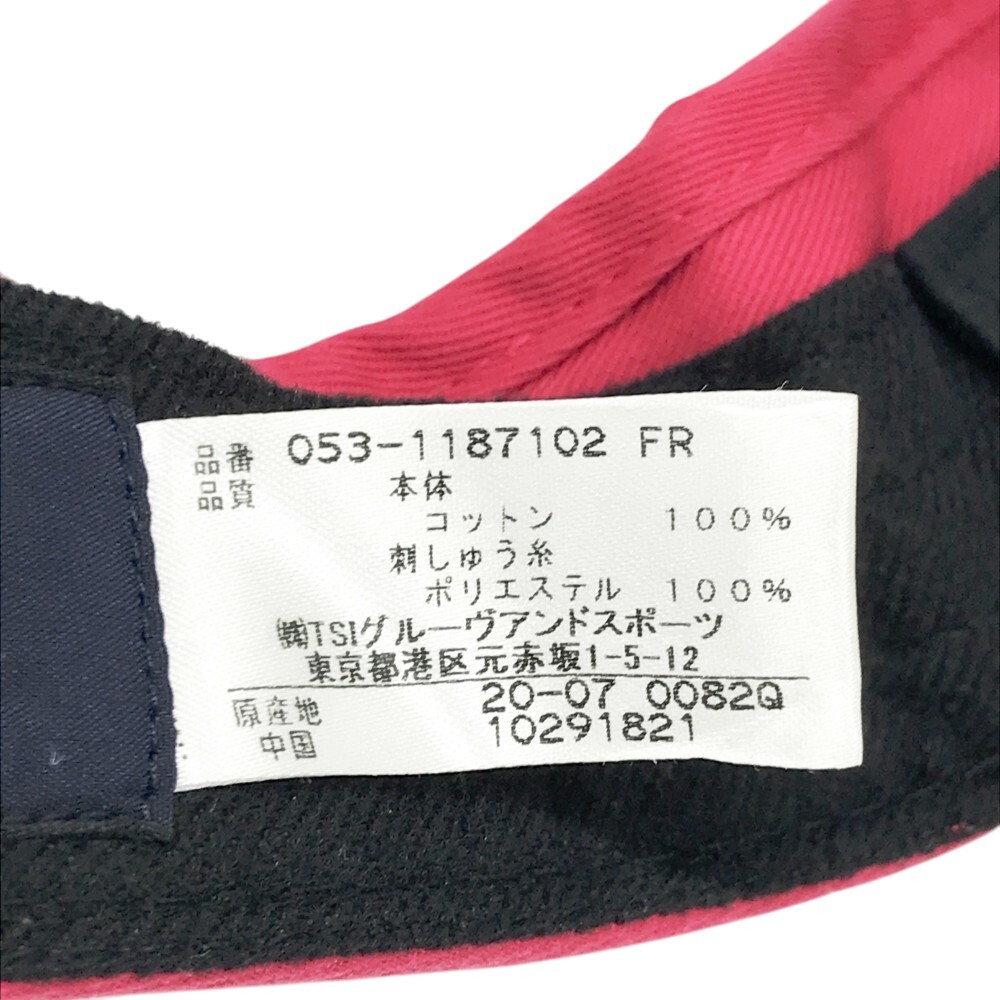 品番 053-1187102 FR
品質 本体
コットン 100%
刺しゅう糸
ポリエステル 100%
㈱TSIグルーヴアンドスポーツ
東京都港区元赤坂1-5-12
原産地 20-07 0082Q
中国 10291821